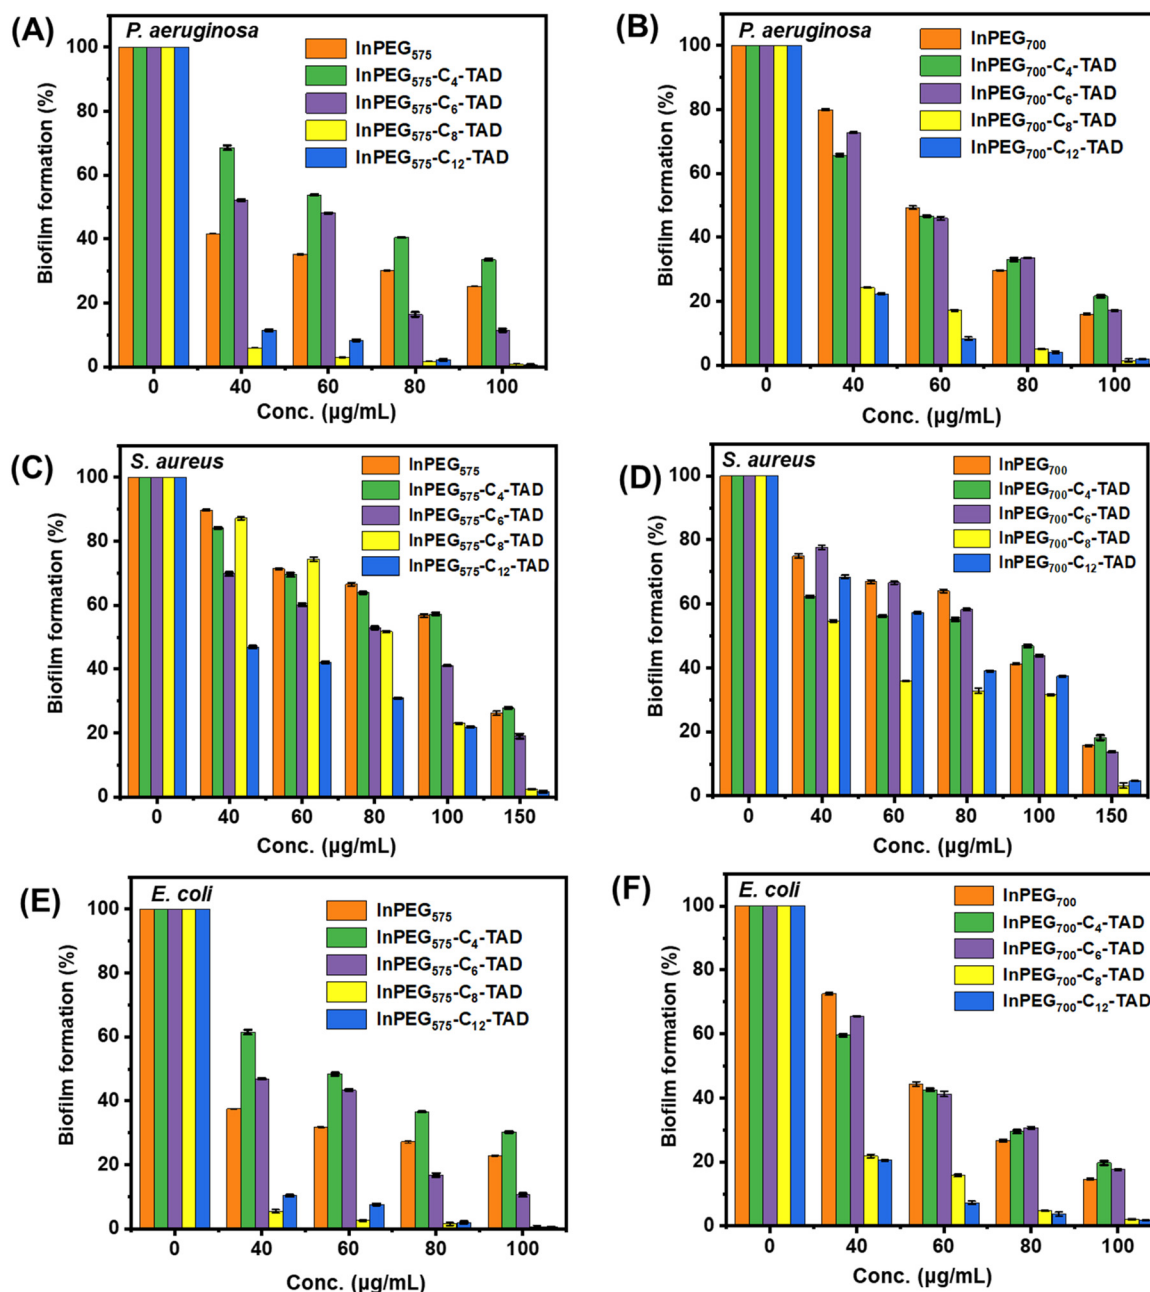 (A)
P. aeruginosa
InPEG₅₇₅
InPEG₅₇₅-C₄-TAD
InPEG₅₇₅-C₆-TAD
InPEG₅₇₅-C₈-TAD
InPEG₅₇₅-C₁₂-TAD
Biofilm formation (%)
100
80
60
40
20
0
0 40 60 80 100
Conc. (µg/mL)
(B)
P. aeruginosa
InPEG₇₀₀
InPEG₇₀₀-C₄-TAD
InPEG₇₀₀-C₆-TAD
InPEG₇₀₀-C₈-TAD
InPEG₇₀₀-C₁₂-TAD
Biofilm formation (%)
100
80
60
40
20
0
0 40 60 80 100
Conc. (µg/mL)
(C)
S. aureus
InPEG₅₇₅
InPEG₅₇₅-C₄-TAD
InPEG₅₇₅-C₆-TAD
InPEG₅₇₅-C₈-TAD
InPEG₅₇₅-C₁₂-TAD
Biofilm formation (%)
100
80
60
40
20
0
0 40 60 80 100 150
Conc. (µg/mL)
(D)
S. aureus
InPEG₇₀₀
InPEG₇₀₀-C₄-TAD
InPEG₇₀₀-C₆-TAD
InPEG₇₀₀-C₈-TAD
InPEG₇₀₀-C₁₂-TAD
Biofilm formation (%)
100
80
60
40
20
0
0 40 60 80 100 150
Conc. (µg/mL)
(E)
E. coli
InPEG₅₇₅
InPEG₅₇₅-C₄-TAD
InPEG₅₇₅-C₆-TAD
InPEG₅₇₅-C₈-TAD
InPEG₅₇₅-C₁₂-TAD
Biofilm formation (%)
100
80
60
40
20
0
0 40 60 80 100
Conc. (µg/mL)
(F)
E. coli
InPEG₇₀₀
InPEG₇₀₀-C₄-TAD
InPEG₇₀₀-C₆-TAD
InPEG₇₀₀-C₈-TAD
InPEG₇₀₀-C₁₂-TAD
Biofilm formation (%)
100
80
60
40
20
0
0 40 60 80 100
Conc. (µg/mL)